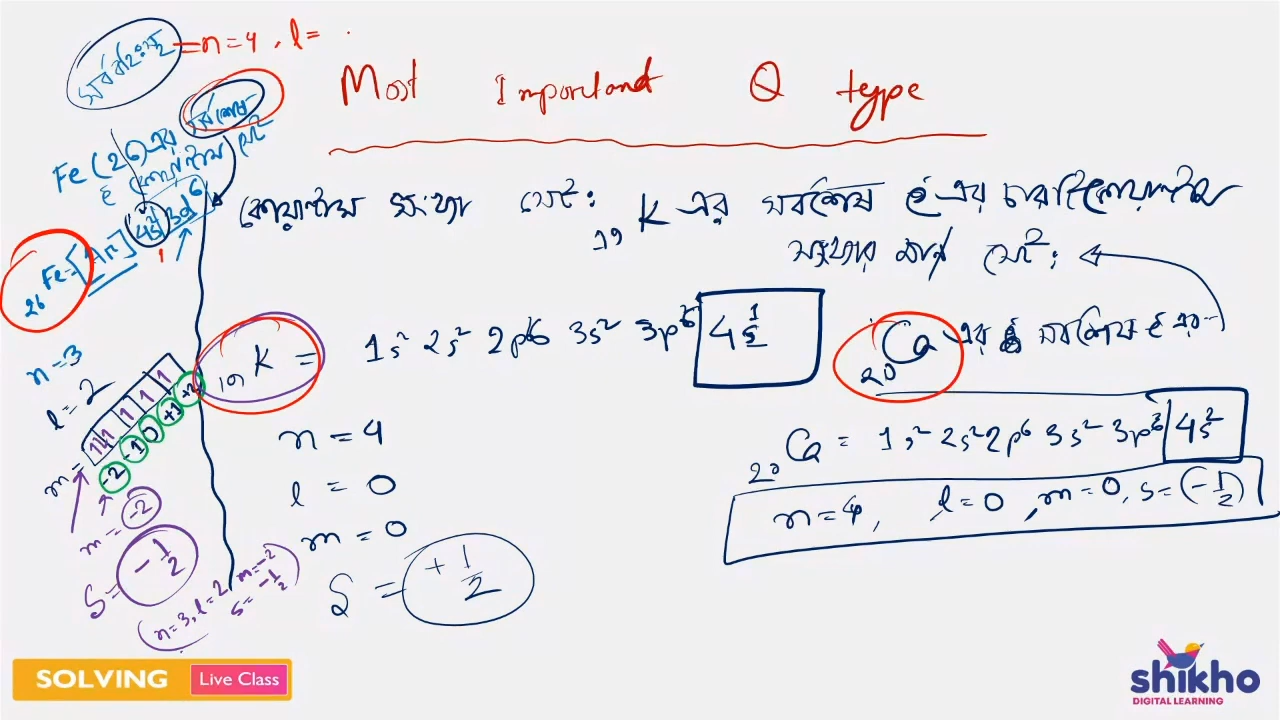 সর্ববহিঃস্থ = n = 4 , l =
Most Important Q type
সর্বশেষ
Fe (26) এর
ē কোয়ান্টাম সেট
কোয়ান্টাম সংখ্যা সেট: ₁₉K এর সর্বশেষ ē এর চারটি কোয়ান্টাম
সংখ্যার মান সেট:
₂₆Fe = [Ar] 4s² 3d⁶
1
₂₀Ca এর সর্বশেষ ē এর
₁₉K = 1s² 2s² 2p⁶ 3s² 3p⁶ 4s¹
n = 3
l = 2
m =
-2 -1 0 +1 +2
m = -2
S = -1/2
(n=3, l=2 m=-2
s = -1/2)
n = 4
l = 0
m = 0
S = +1/2
₂₀Ca = 1s² 2s² 2p⁶ 3s² 3p⁶ 4s²
n = 4, l = 0, m = 0, s = (-1/2)
SOLVING Live Class
shikho
DIGITAL LEARNING